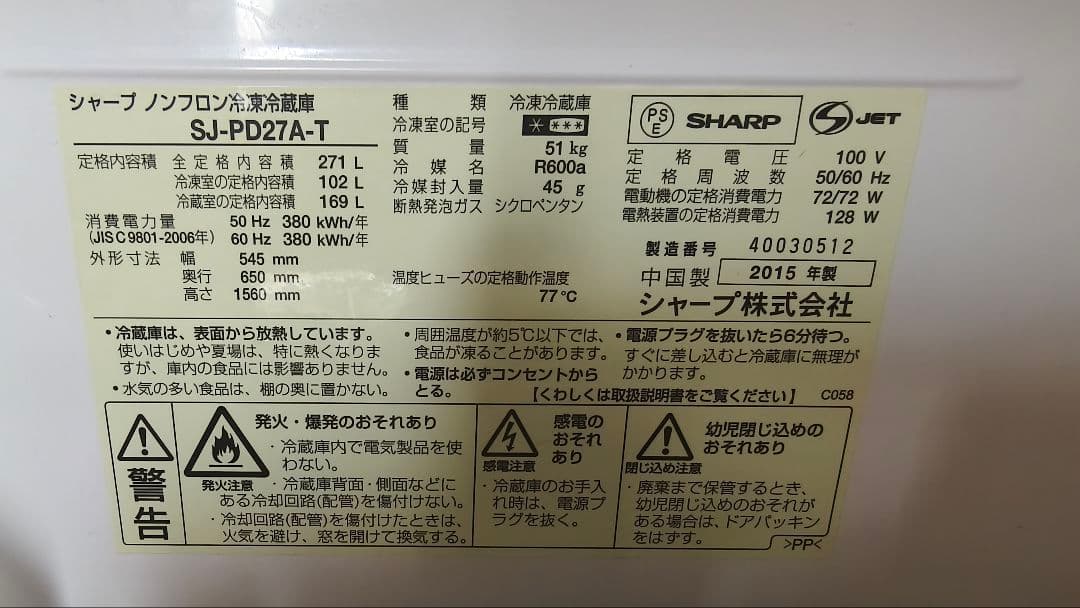 シャープ ノンフロン冷凍冷蔵庫
SJ-PD27A-T
定格内容積 全定格内容積 271 L
冷凍室の定格内容積 102 L
冷蔵室の定格内容積 169 L
消費電力量 50 Hz 380 kWh/年
(JIS C 9801-2006年) 60 Hz 380 kWh/年
外形寸法 幅 545 mm
奥行 650 mm
高さ 1560 mm
種類 冷凍冷蔵庫
冷凍室の記号 * ***
質量 51 kg
冷媒名 R600a
冷媒封入量 45 g
断熱発泡ガス シクロペンタン
温度ヒューズの定格動作温度
77℃
PS E SHARP JET
定格電圧 100 V
定格周波数 50/60 Hz
電動機の定格消費電力 72/72 W
電熱装置の定格消費電力 128 W
製造番号 40030512
中国製 2015 年製
シャープ株式会社
・冷蔵庫は、表面から放熱しています。
使いはじめや夏場は、特に熱くなりま
すが、庫内の食品には影響ありません。
・水気の多い食品は、棚の奥に置かない。
・周囲温度が約5℃以下では、
食品が凍ることがあります。
・電源は必ずコンセントから
とる。
・電源プラグを抜いたら6分待つ。
すぐに差し込むと冷蔵庫に無理が
かかります。
【くわしくは取扱説明書をご覧ください】 C058
警告
発火注意
発火・爆発のおそれあり
・冷蔵庫内で電気製品を使
わない。
・冷蔵庫背面・側面などに
ある冷却回路(配管)を傷付けない。
・冷却回路(配管)を傷付けたときは、
火気を避け、窓を開けて換気する。
感電注意
感電の
おそれ
あり
・冷蔵庫のお手入
れ時は、電源プ
ラグを抜く。
閉じ込め注意
幼児閉じ込めの
おそれあり
・廃棄まで保管するとき、
幼児閉じ込めのおそれが
ある場合は、ドアパッキン
をはずす。
>PP<